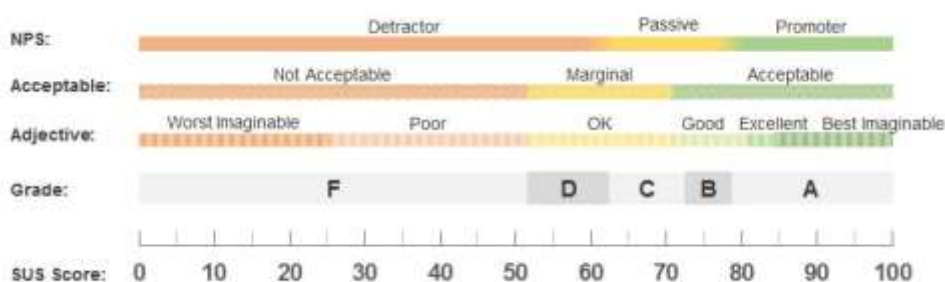 Detractor Passive Promoter
NPS:
Not Acceptable Marginal Acceptable
Acceptable:
Worst Imaginable Poor OK Good Excellent Best Imaginable
Adjective:
Grade: F D C B A
SUS Score: 0 10 20 30 40 50 60 70 80 90 100